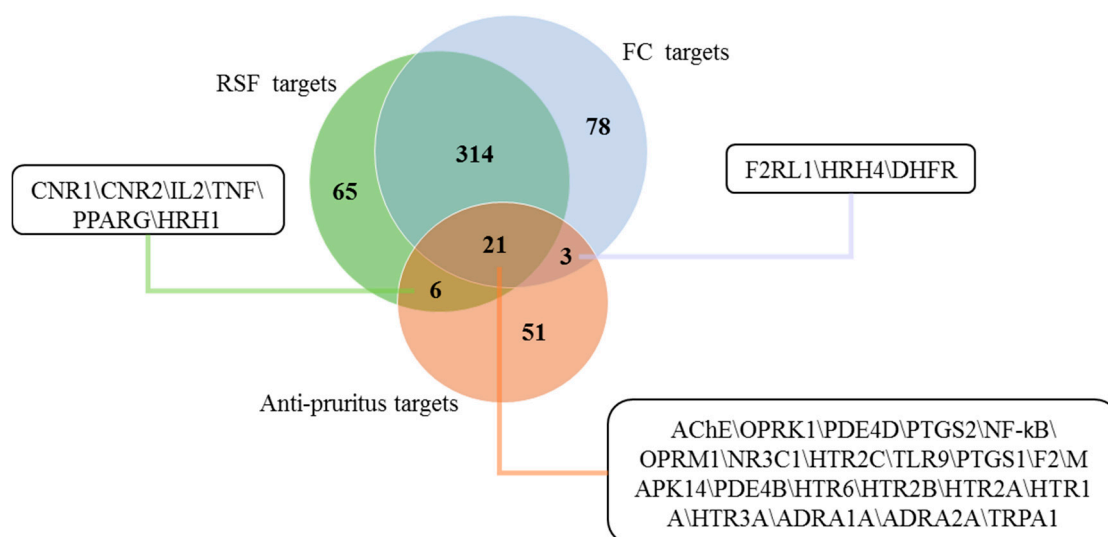 FC targets
RSF targets
78
314
CNR1\CNR2\IL2\TNF\
PPARG\HRH1
65
F2RL1\HRH4\DHFR
21
3
6
51
Anti-pruritus targets
AChE\OPRK1\PDE4D\PTGS2\NF-kB\
OPRM1\NR3C1\HTR2C\TLR9\PTGS1\F2\M
APK14\PDE4B\HTR6\HTR2B\HTR2A\HTR1
A\HTR3A\ADRA1A\ADRA2A\TRPA1